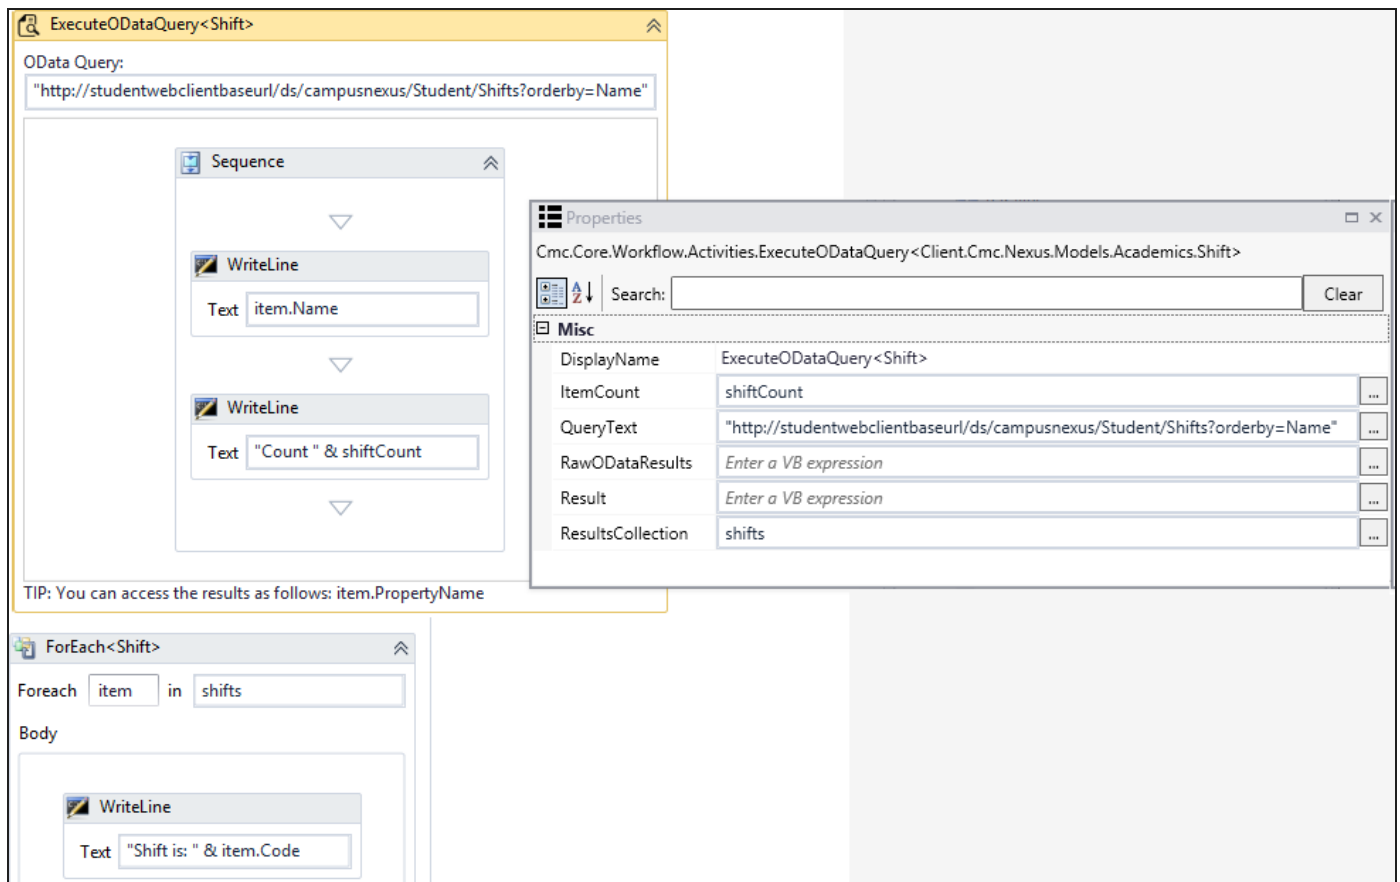 ExecuteODataQuery<Shift>
OData Query:
"http://studentwebclientbaseurl/ds/campusnexus/Student/Shifts?orderby=Name"
Sequence
WriteLine
Text item.Name
WriteLine
Text "Count " & shiftCount
TIP: You can access the results as follows: item.PropertyName
Properties
Cmc.Core.Workflow.Activities.ExecuteODataQuery<Client.Cmc.Nexus.Models.Academics.Shift>
Search: Clear
Misc
DisplayName ExecuteODataQuery<Shift>
ItemCount shiftCount ...
QueryText "http://studentwebclientbaseurl/ds/campusnexus/Student/Shifts?orderby=Name" ...
RawODataResults Enter a VB expression ...
Result Enter a VB expression ...
ResultsCollection shifts ...
ForEach<Shift>
Foreach item in shifts
Body
WriteLine
Text "Shift is: " & item.Code